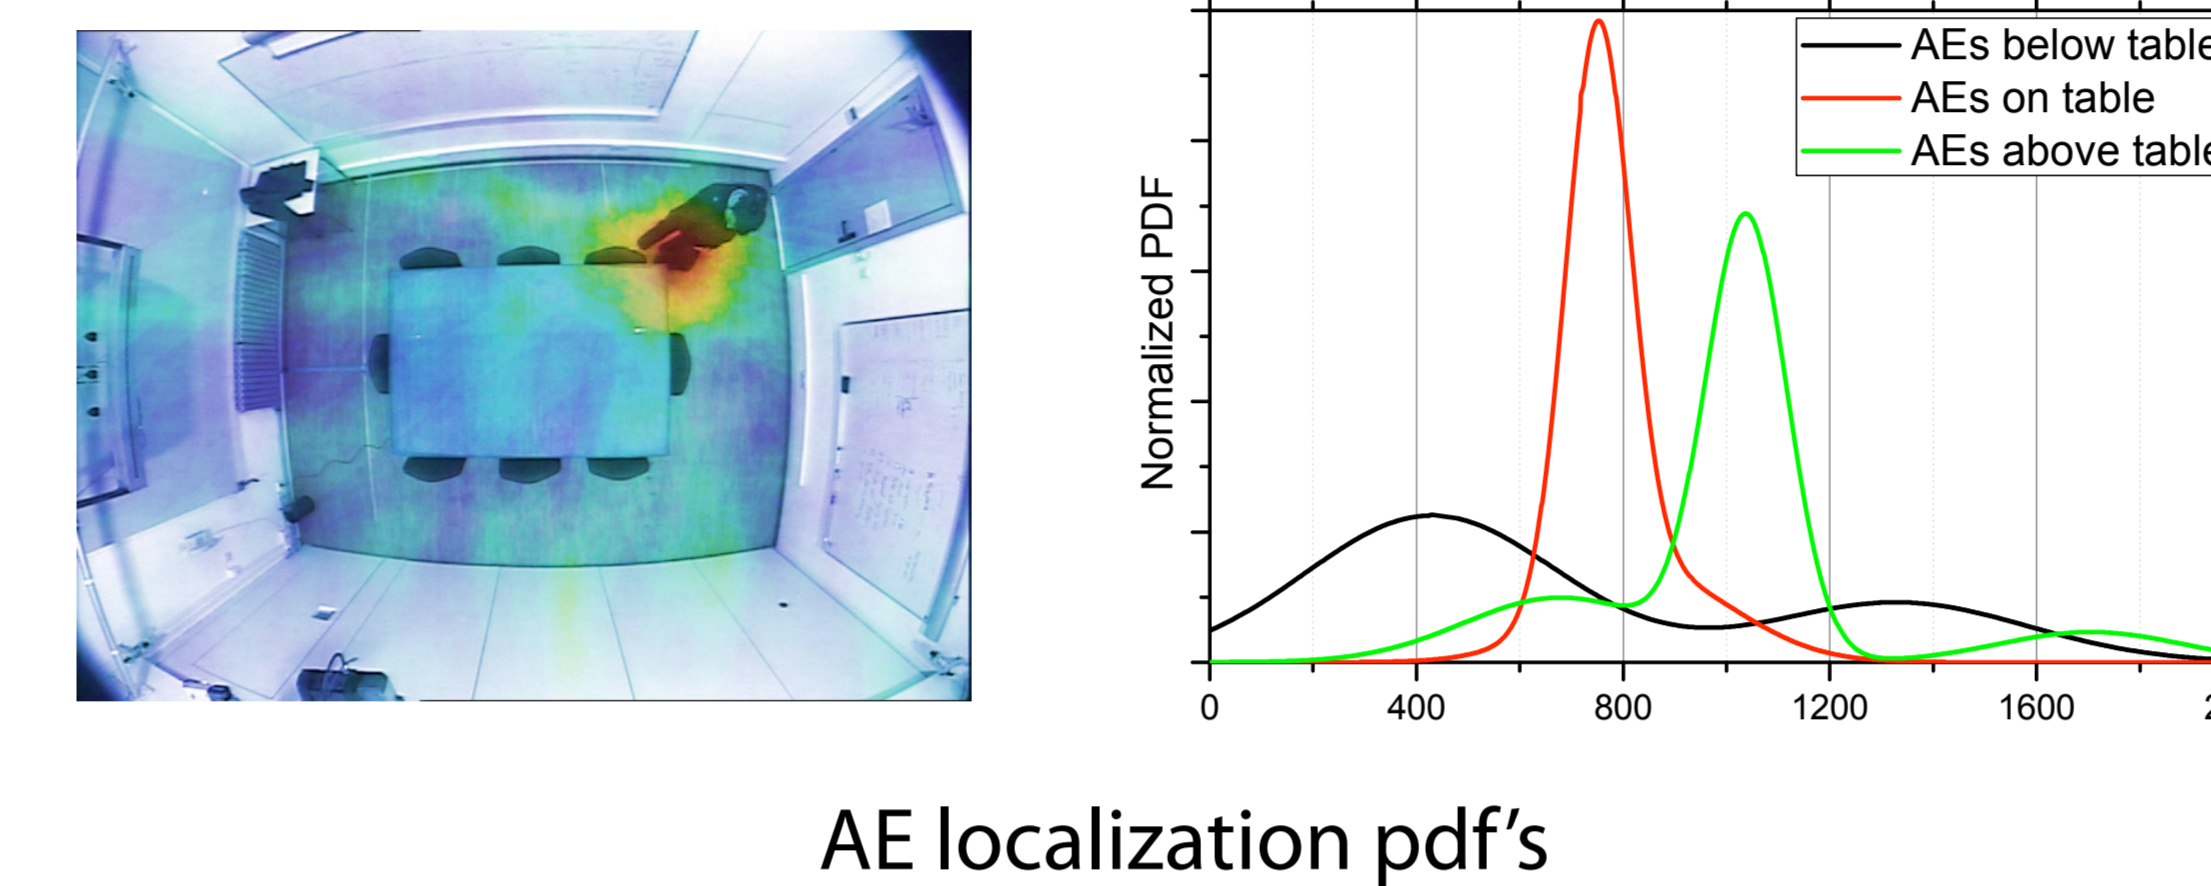 AEs below table
AEs on table
AEs above table
Normalized PDF
0 400 800 1200 1600
AE localization pdf’s